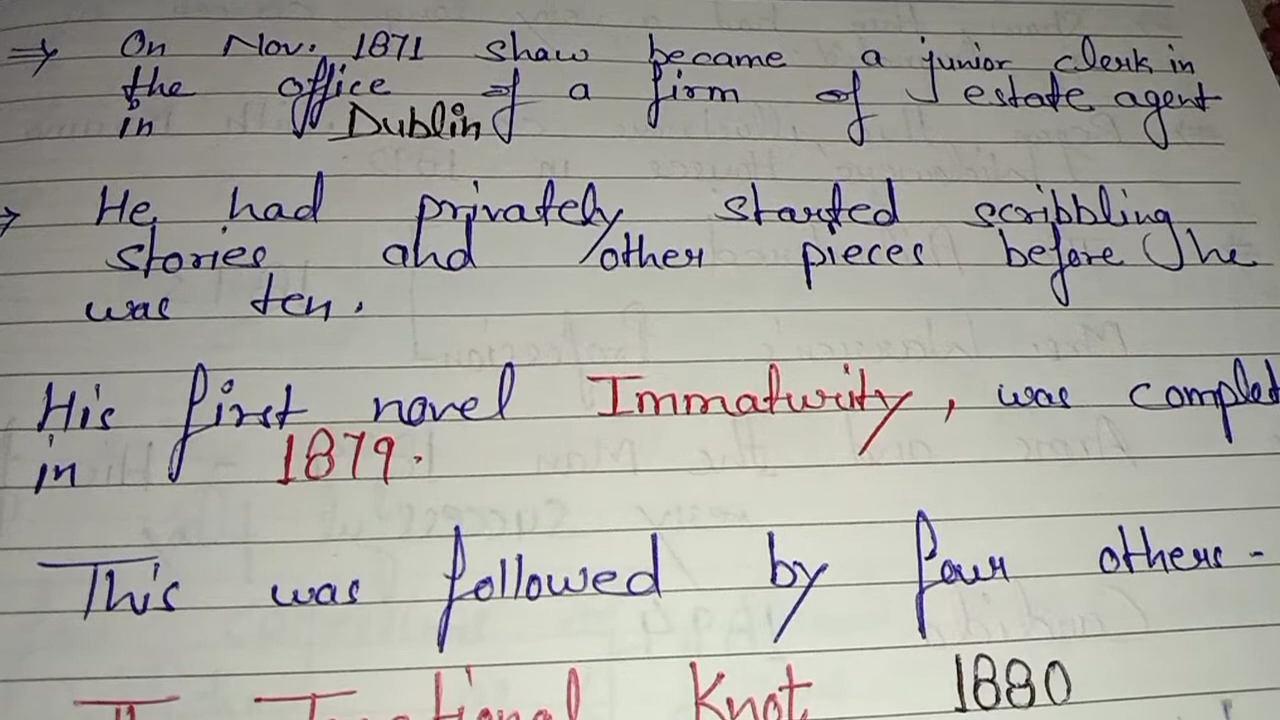 ⇒ On Nov. 1871 shaw became a junior clerk in
the office of a firm of estate agent
in Dublin
⇒ He had privately started scribbling
stories and other pieces before he
was ten.
His first novel Immaturity, was complet
in 1879.
This was followed by four others -
Knot 1880